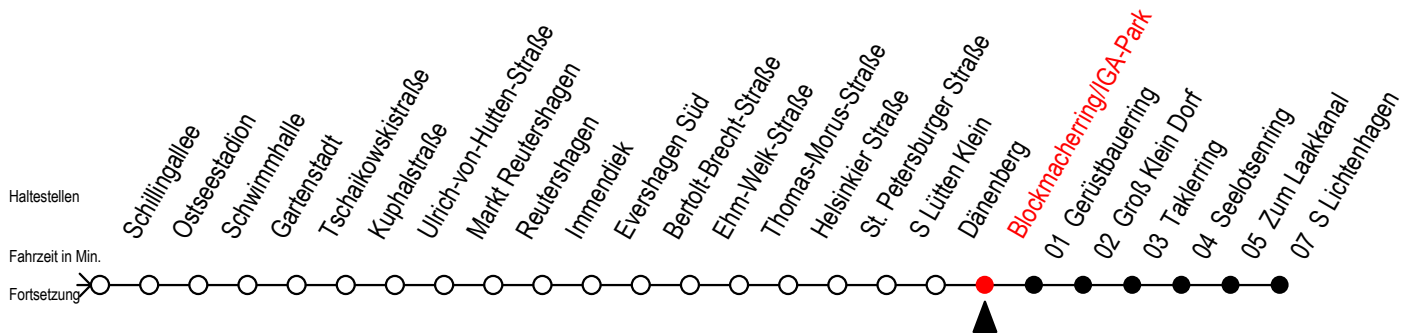 Haltestellen
Schillingallee
Ostseestadion
Schwimmhalle
Gartenstadt
Tschaikowskistraße
Kuphalstraße
Ulrich-von-Hutten-Straße
Markt Reutershagen
Reutershagen
Immendiek
Evershagen Süd
Bertolt-Brecht-Straße
Ehm-Welk-Straße
Thomas-Morus-Straße
Helsinkier Straße
St. Petersburger Straße
S Lütten Klein
Dänenberg
Blockmacherring/IGA-Park
01 Gerüstbauerring
02 Groß Klein Dorf
03 Taklerring
04 Seelotsenring
05 Zum Laakkanal
07 S Lichtenhagen
Fahrzeit in Min.
Fortsetzung